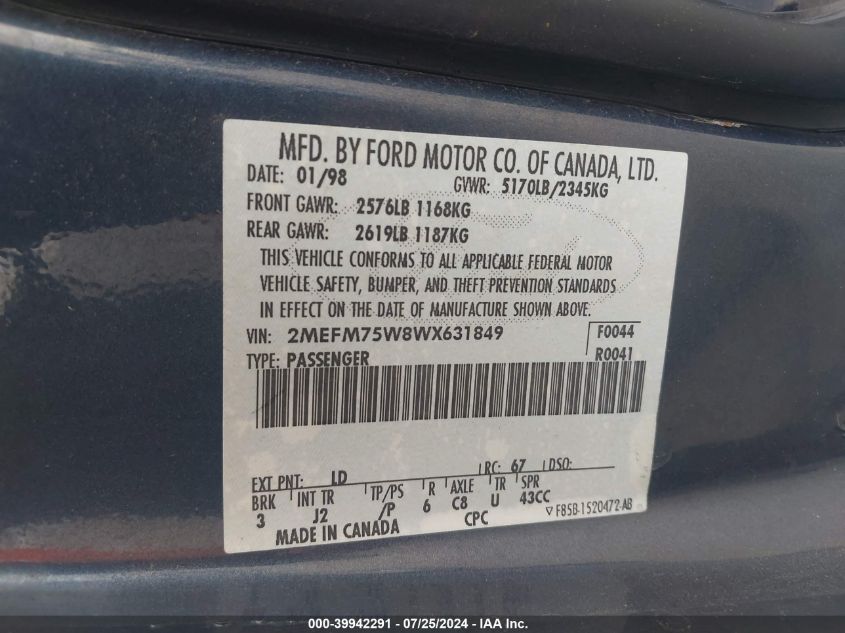 MFD. BY FORD MOTOR CO. OF CANADA, LTD.
DATE: 01/98 GVWR: 5170LB/2345KG
FRONT GAWR: 2576LB 1168KG
REAR GAWR: 2619LB 1187KG
THIS VEHICLE CONFORMS TO ALL APPLICABLE FEDERAL MOTOR
VEHICLE SAFETY, BUMPER, AND THEFT PREVENTION STANDARDS
IN EFFECT ON THE DATE OF MANUFACTURE SHOWN ABOVE.
VIN: 2MEFM75W8WX631849 F0044
TYPE: PASSENGER R0041
EXT PNT: LD RC: 67 DSO:
BRK INT TR TP/PS R AXLE TR SPR
3 J2 /P 6 C8 U 43CC
MADE IN CANADA CPC ▽ F85B-1520472-AB
000-39942291 - 07/25/2024 - COPYRIGHT IAA, Inc.